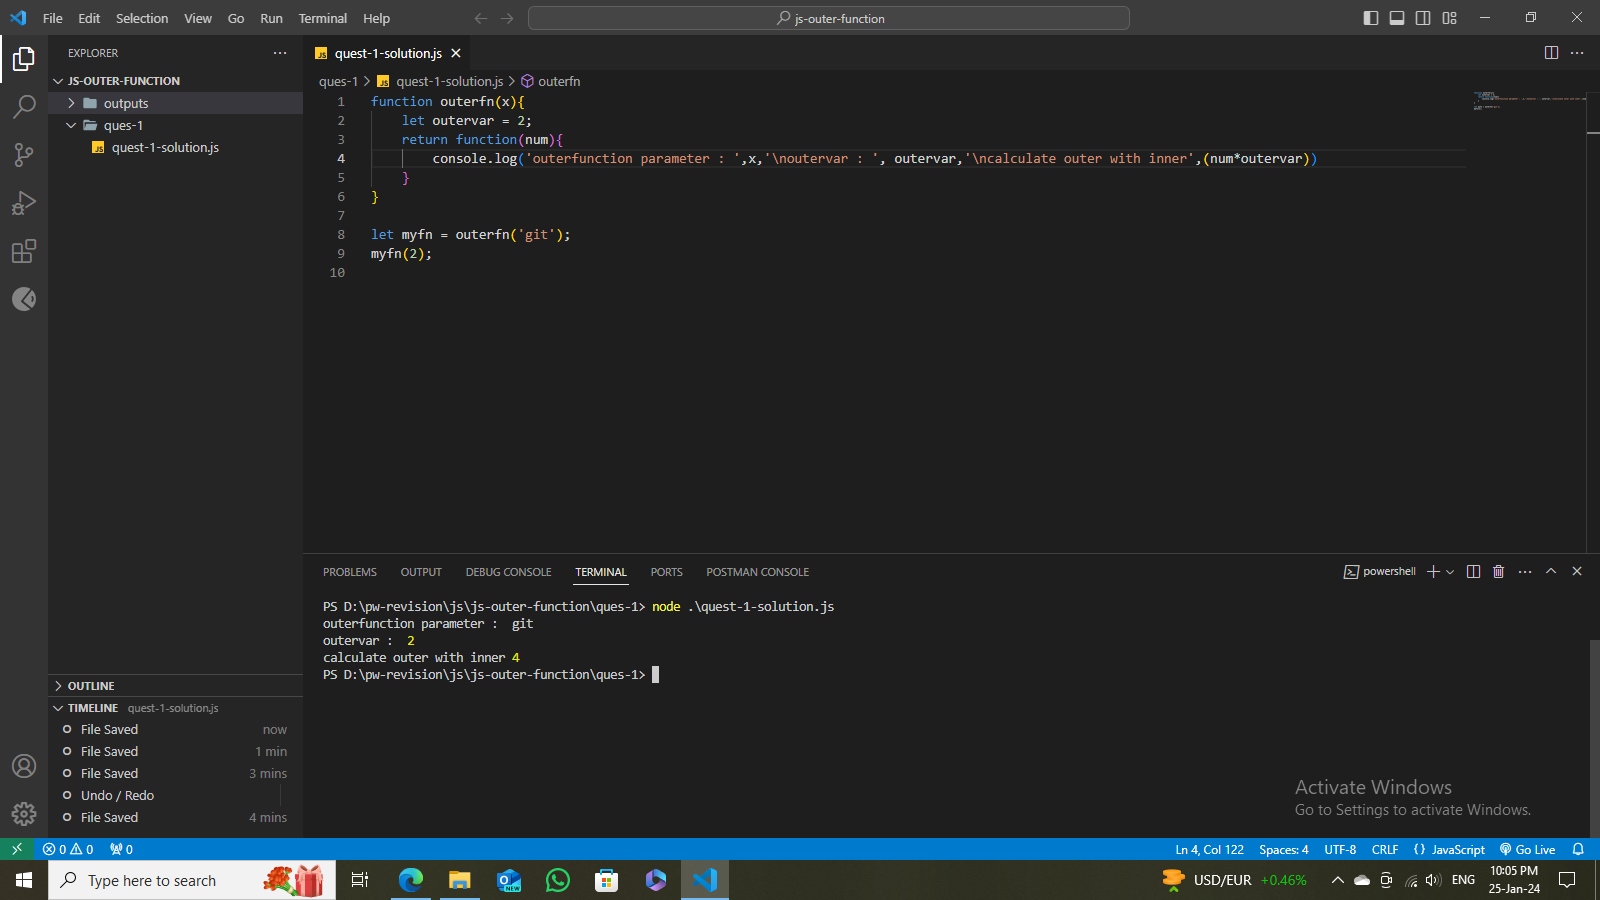 File Edit Selection View Go Run Terminal Help
js-outer-function
EXPLORER
JS-OUTER-FUNCTION
outputs
ques-1
JS quest-1-solution.js
JS quest-1-solution.js
ques-1 > JS quest-1-solution.js > outerfn
1 function outerfn(x){
2 let outervar = 2;
3 return function(num){
4 console.log('outerfunction parameter : ',x,'\noutervar : ', outervar,'\ncalculate outer with inner',(num*outervar))
5 }
6 }
7
8 let myfn = outerfn('git');
9 myfn(2);
10
OUTLINE
TIMELINE quest-1-solution.js
File Saved now
File Saved 1 min
File Saved 3 mins
Undo / Redo
File Saved 4 mins
PROBLEMS OUTPUT DEBUG CONSOLE TERMINAL PORTS POSTMAN CONSOLE
powershell
PS D:\pw-revision\js\js-outer-function\ques-1> node .\quest-1-solution.js
outerfunction parameter :  git
outervar :  2
calculate outer with inner 4
PS D:\pw-revision\js\js-outer-function\ques-1>
Activate Windows
Go to Settings to activate Windows.
0 0 0
Ln 4, Col 122 Spaces: 4 UTF-8 CRLF {} JavaScript Go Live
Type here to search
NEW
USD/EUR +0.46%
ENG
10:05 PM
25-Jan-24